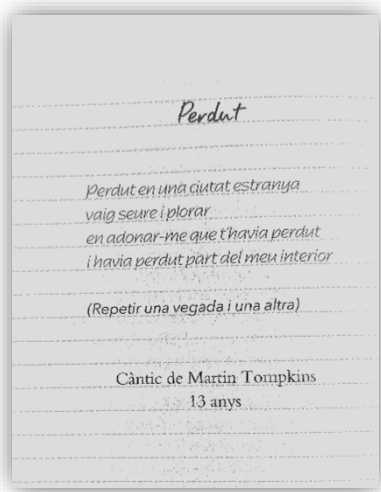 Perdut
Perdut en una ciutat estranya
vaig seure i plorar
en adonar-me que t'havia perdut
i havia perdut part del meu interior
(Repetir una vegada i una altra)
Càntic de Martin Tompkins
13 anys